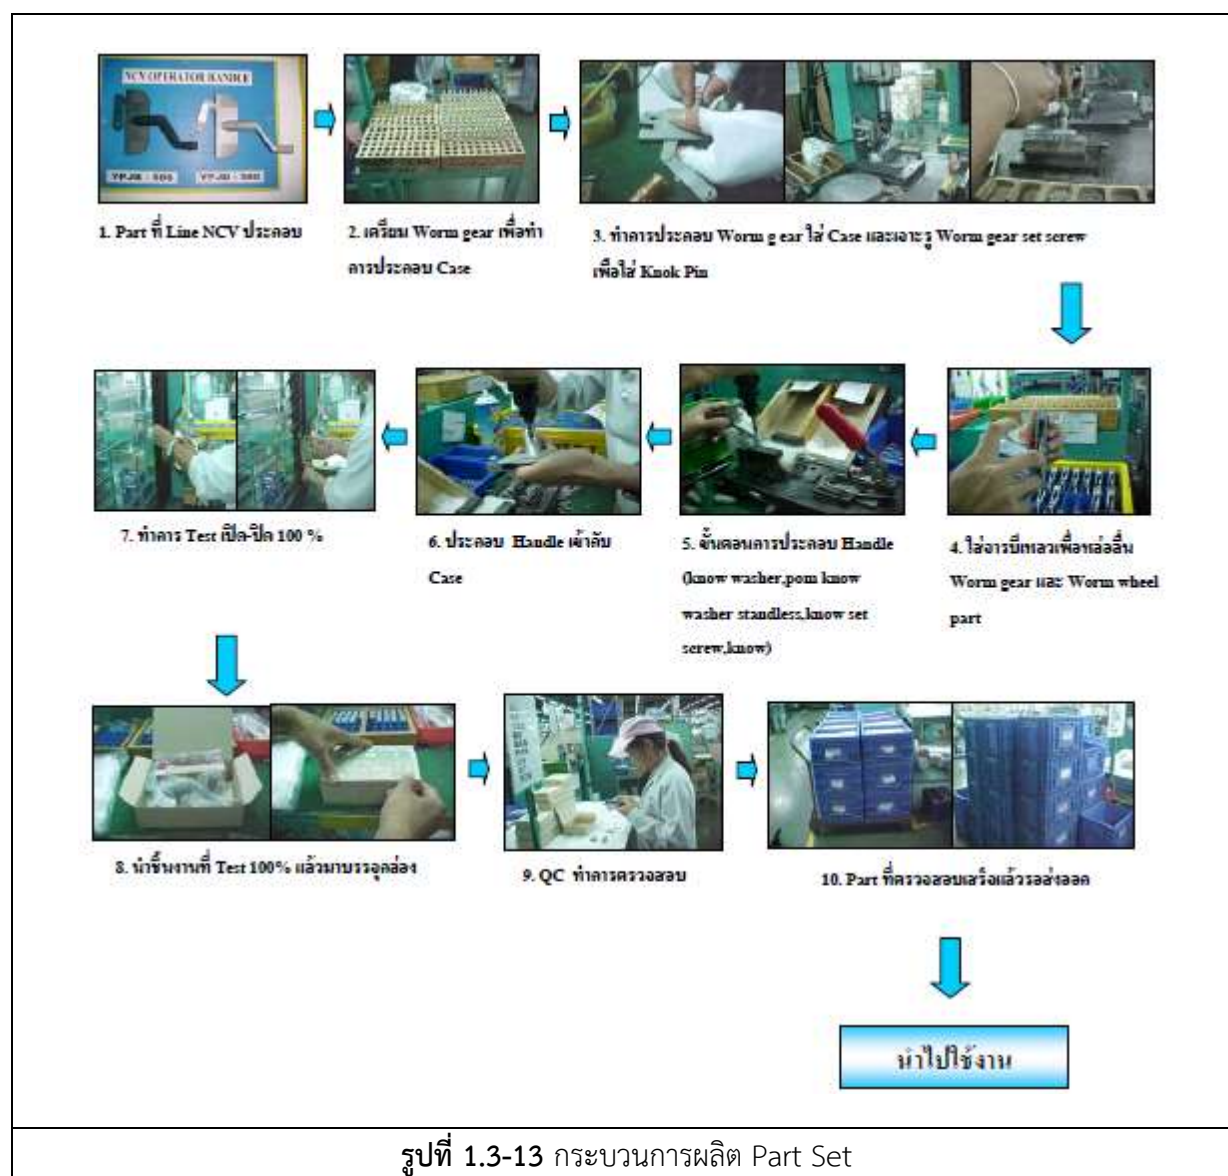 NCV OPERATOR HANDLE
1. Part ที่ Line NCV ประกอบ
2. เตรียม Worm gear เพื่อทำ
การประกอบ Case
3. ทำการประกอบ Worm g ear ใส่ Case และเจาะรู Worm gear set screw
เพื่อใส่ Knok Pin
7. ทำการ Test เปิด-ปิด 100 %
6. ประกอบ Handle เข้ากับ
Case
5. ขั้นตอนการประกอบ Handle
(know washer,pom know
washer standless,know set
screw,know)
4. ใส่จารบีเหลวเพื่อหล่อลื่น
Worm gear และ Worm wheel
part
8. นำชิ้นงานที่ Test 100% แล้วมาบรรจุกล่อง
9. QC ทำการตรวจสอบ
10. Part ที่ตรวจสอบเสร็จแล้วรอส่งออก
นำไปใช้งาน
รูปที่ 1.3-13 กระบวนการผลิต Part Set